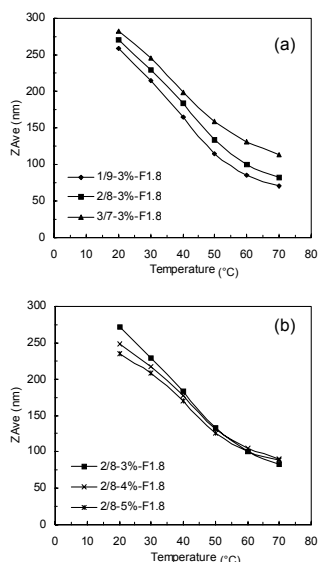 (a)
300
250
200
150
100
50
0
ZAve (nm)
1/9-3%-F1.8
2/8-3%-F1.8
3/7-3%-F1.8
0 10 20 30 40 50 60 70 80
Temperature (°C)
(b)
300
250
200
150
100
50
0
ZAve (nm)
2/8-3%-F1.8
2/8-4%-F1.8
2/8-5%-F1.8
0 10 20 30 40 50 60 70 80
Temperature (°C)